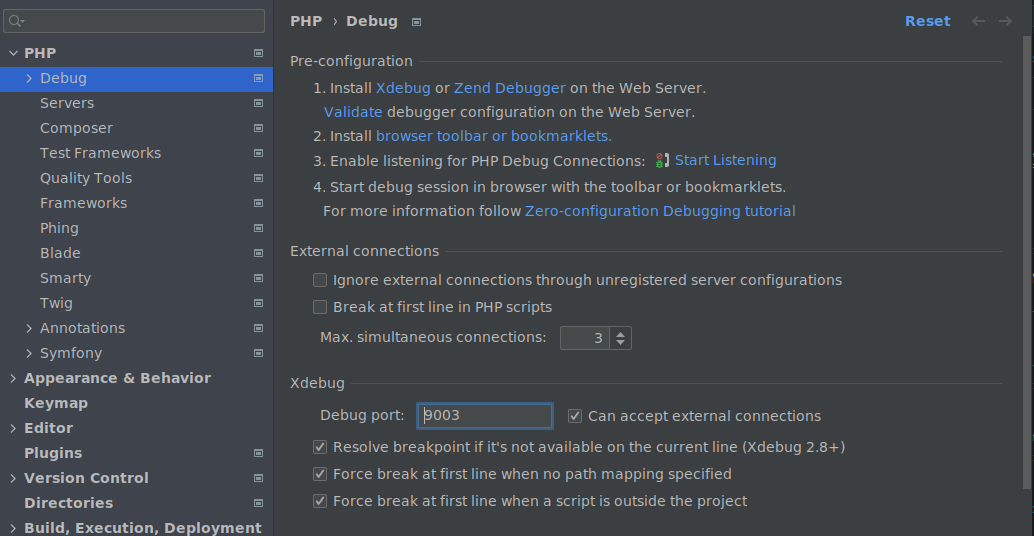 PHP
Debug
Servers
Composer
Test Frameworks
Quality Tools
Frameworks
Phing
Blade
Smarty
Twig
Annotations
Symfony
Appearance & Behavior
Keymap
Editor
Plugins
Version Control
Directories
Build, Execution, Deployment
PHP › Debug
Reset
Pre-configuration
1. Install Xdebug or Zend Debugger on the Web Server.
Validate debugger configuration on the Web Server.
2. Install browser toolbar or bookmarklets.
3. Enable listening for PHP Debug Connections: Start Listening
4. Start debug session in browser with the toolbar or bookmarklets.
For more information follow Zero-configuration Debugging tutorial
External connections
Ignore external connections through unregistered server configurations
Break at first line in PHP scripts
Max. simultaneous connections: 3
Xdebug
Debug port: 9003 Can accept external connections
Resolve breakpoint if it's not available on the current line (Xdebug 2.8+)
Force break at first line when no path mapping specified
Force break at first line when a script is outside the project